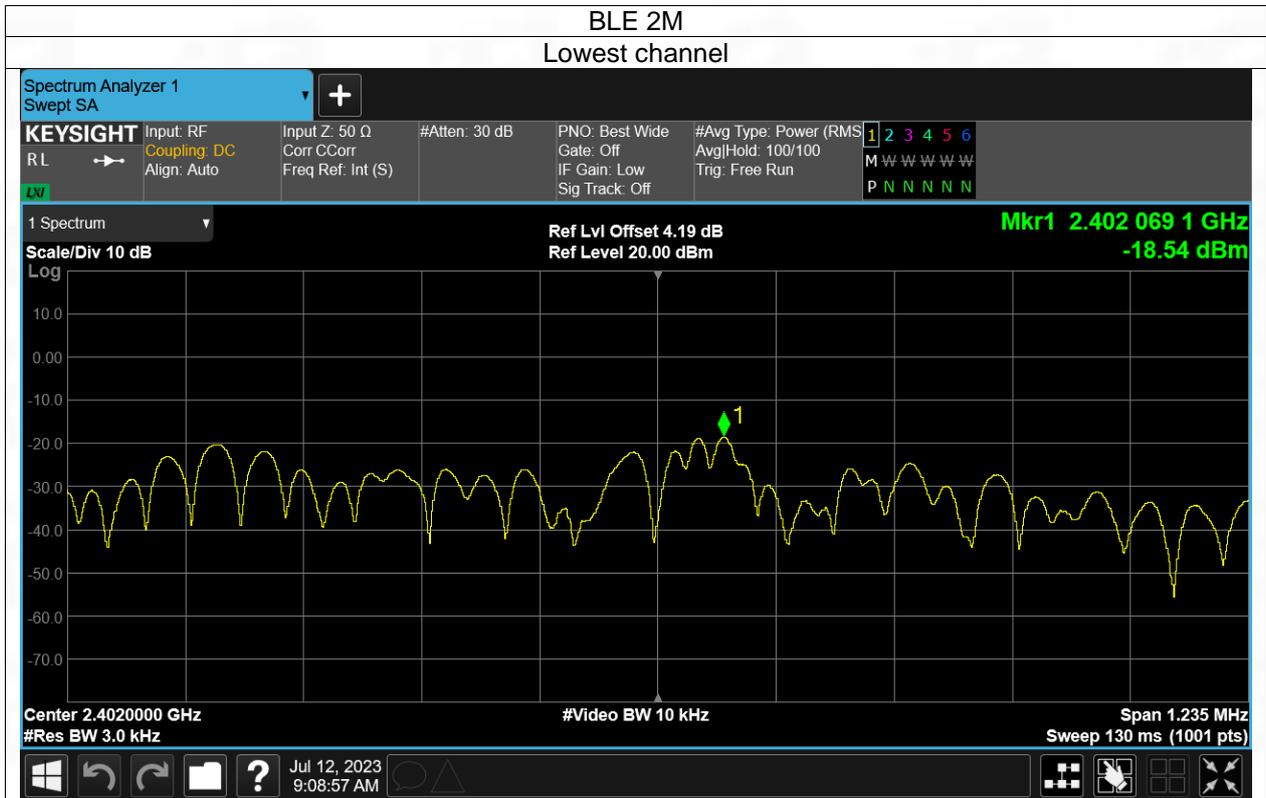 BLE 2M
Lowest channel
Spectrum Analyzer 1
Swept SA
KEYSIGHT
RL
LXI
Input: RF
Coupling: DC
Align: Auto
Input Z: 50 Ω
Corr CCorr
Freq Ref: Int (S)
#Atten: 30 dB
PNO: Best Wide
Gate: Off
IF Gain: Low
Sig Track: Off
#Avg Type: Power (RMS
Avg|Hold: 100/100
Trig: Free Run
1 2 3 4 5 6
M W W W W W
P N N N N N
1 Spectrum
Scale/Div 10 dB
Ref Lvl Offset 4.19 dB
Ref Level 20.00 dBm
Mkr1 2.402 069 1 GHz
-18.54 dBm
Log
10.0
0.00
-10.0
-20.0
-30.0
-40.0
-50.0
-60.0
-70.0
1
Center 2.4020000 GHz
#Res BW 3.0 kHz
#Video BW 10 kHz
Span 1.235 MHz
Sweep 130 ms (1001 pts)
?
Jul 12, 2023
9:08:57 AM